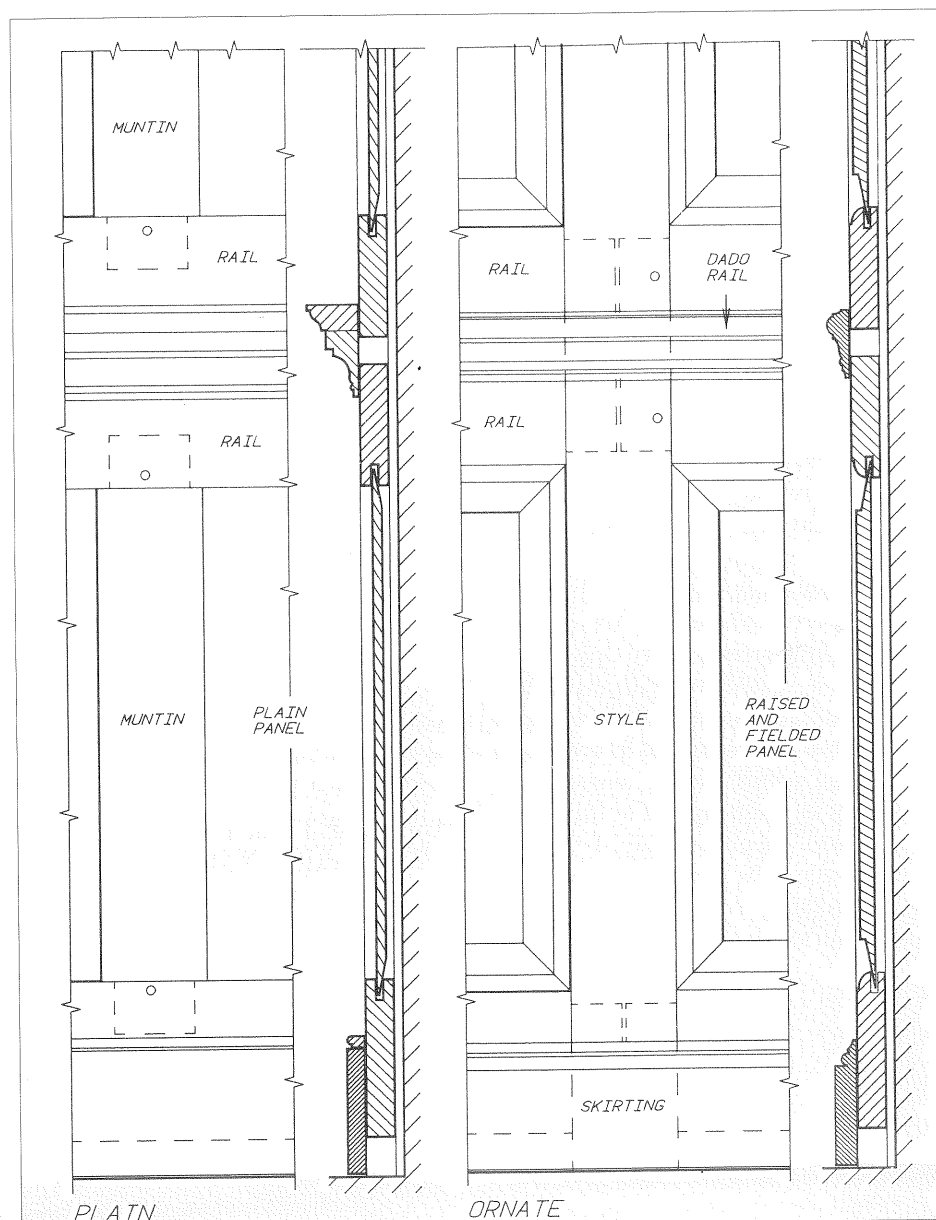 MUNTIN
RAIL
RAIL
MUNTIN
PLAIN
PANEL
PLAIN
RAIL
DADO
RAIL
RAIL
STYLE
RAISED
AND
FIELDED
PANEL
SKIRTING
ORNATE